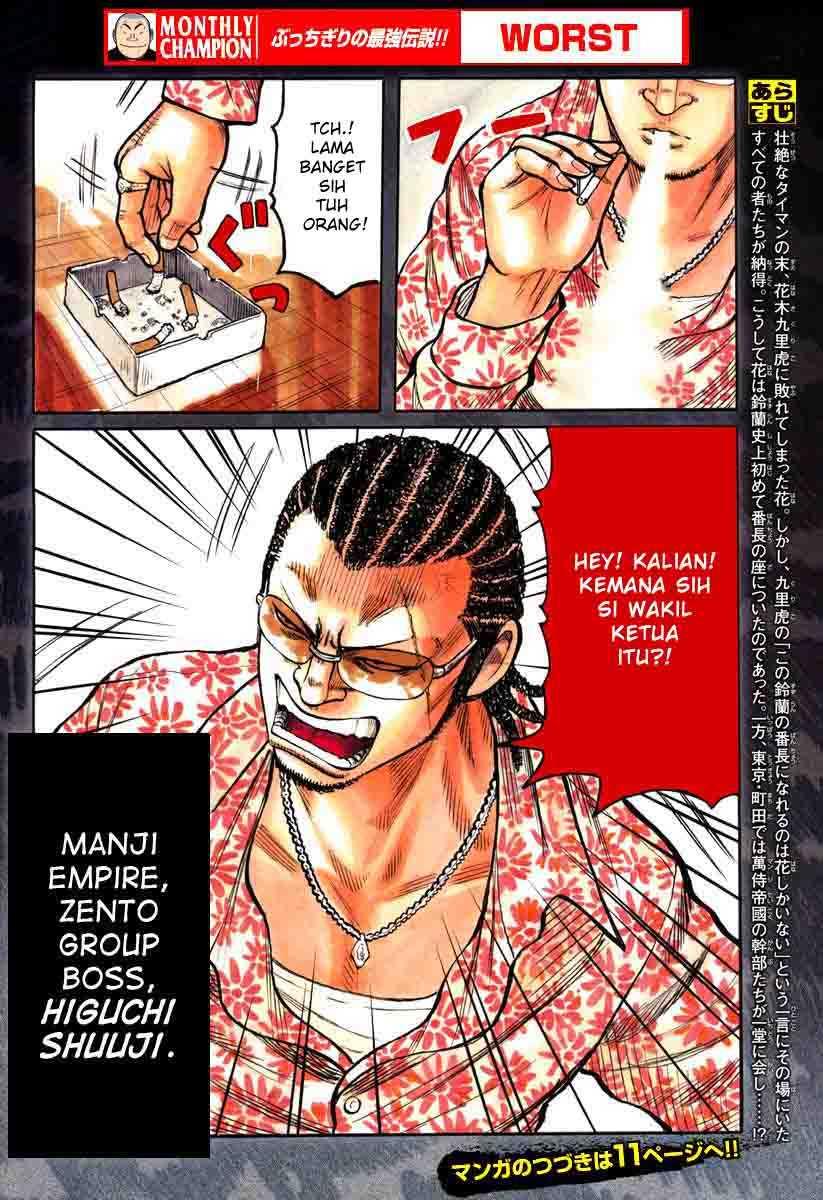 MONTHLY
CHAMPION
ぶっちぎりの最強伝説!!
WORST
フー
TCH.!
LAMA
BANGET
SIH
TUH
ORANG!
ぐっ
HEY! KALIAN!
KEMANA SIH
SI WAKIL
KETUA
ITU?!
MANJI
EMPIRE,
ZENTO
GROUP
BOSS,
HIGUCHI
SHUUJI.
あら
すじ
壮絶なタイマンの末、花木九里虎に敗れてしまった花。しかし、九里虎の「この鈴蘭の番長になれるのは花しかいない」という一言にその場にいた
すべての者たちが納得。こうして花は鈴蘭史上初めて番長の座についたのであった。一方、東京・町田では萬侍帝國の幹部たちが一堂に会し……!?
マンガのつづきは11ページへ!!